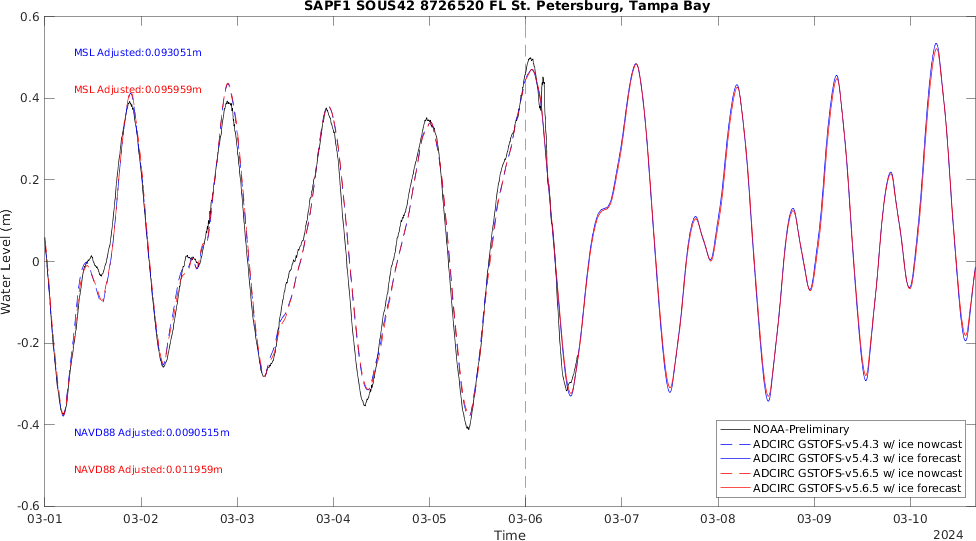 SAPF1 SOUS42 8726520 FL St. Petersburg, Tampa Bay
0.6
MSL Adjusted:0.093051m
MSL Adjusted:0.095959m
0.4
0.2
0
-0.2
-0.4
-0.6
Water Level (m)
NAVD88 Adjusted:0.0090515m
NAVD88 Adjusted:0.011959m
NOAA-Preliminary
ADCIRC GSTOFS-v5.4.3 w/ ice nowcast
ADCIRC GSTOFS-v5.4.3 w/ ice forecast
ADCIRC GSTOFS-v5.6.5 w/ ice nowcast
ADCIRC GSTOFS-v5.6.5 w/ ice forecast
03-01 03-02 03-03 03-04 03-05 03-06 03-07 03-08 03-09 03-10
Time
2024